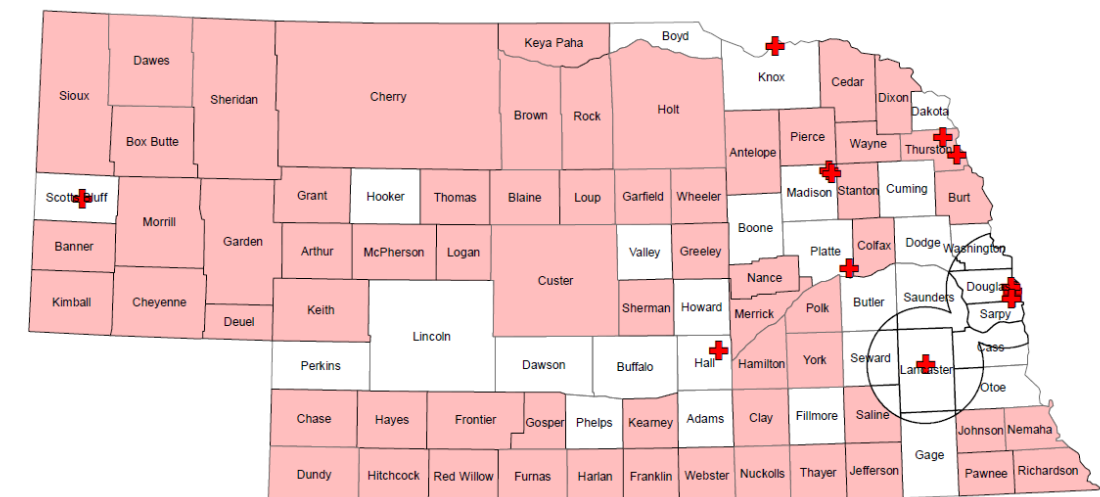 Keya Paha
Boyd
Dawes
Knox
Cedar
Sioux
Sheridan
Cherry
Dixon
Holt
Dakota
Brown
Rock
Box Butte
Pierce
Wayne
Antelope
Thurston
Scotts Bluff
Grant
Hooker
Thomas
Blaine
Loup
Garfield
Wheeler
Madison
Stanton
Cuming
Burt
Morrill
Boone
Banner
Garden
Arthur
McPherson
Logan
Valley
Greeley
Platte
Colfax
Dodge
Washington
Custer
Nance
Douglas
Kimball
Cheyenne
Keith
Sherman
Howard
Merrick
Polk
Butler
Saunders
Sarpy
Deuel
Lincoln
Perkins
Dawson
Buffalo
Hall
Hamilton
York
Seward
Lancaster
Cass
Otoe
Chase
Hayes
Frontier
Gosper
Phelps
Kearney
Adams
Clay
Fillmore
Saline
Johnson
Nemaha
Gage
Dundy
Hitchcock
Red Willow
Furnas
Harlan
Franklin
Webster
Nuckolls
Thayer
Jefferson
Pawnee
Richardson